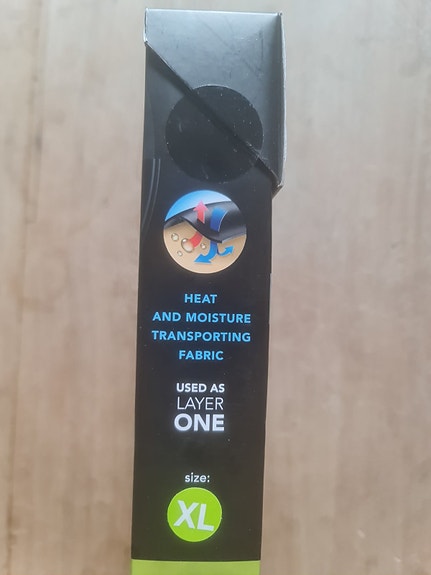 HEAT
AND MOISTURE
TRANSPORTING
FABRIC
USED AS
LAYER
ONE
size:
XL